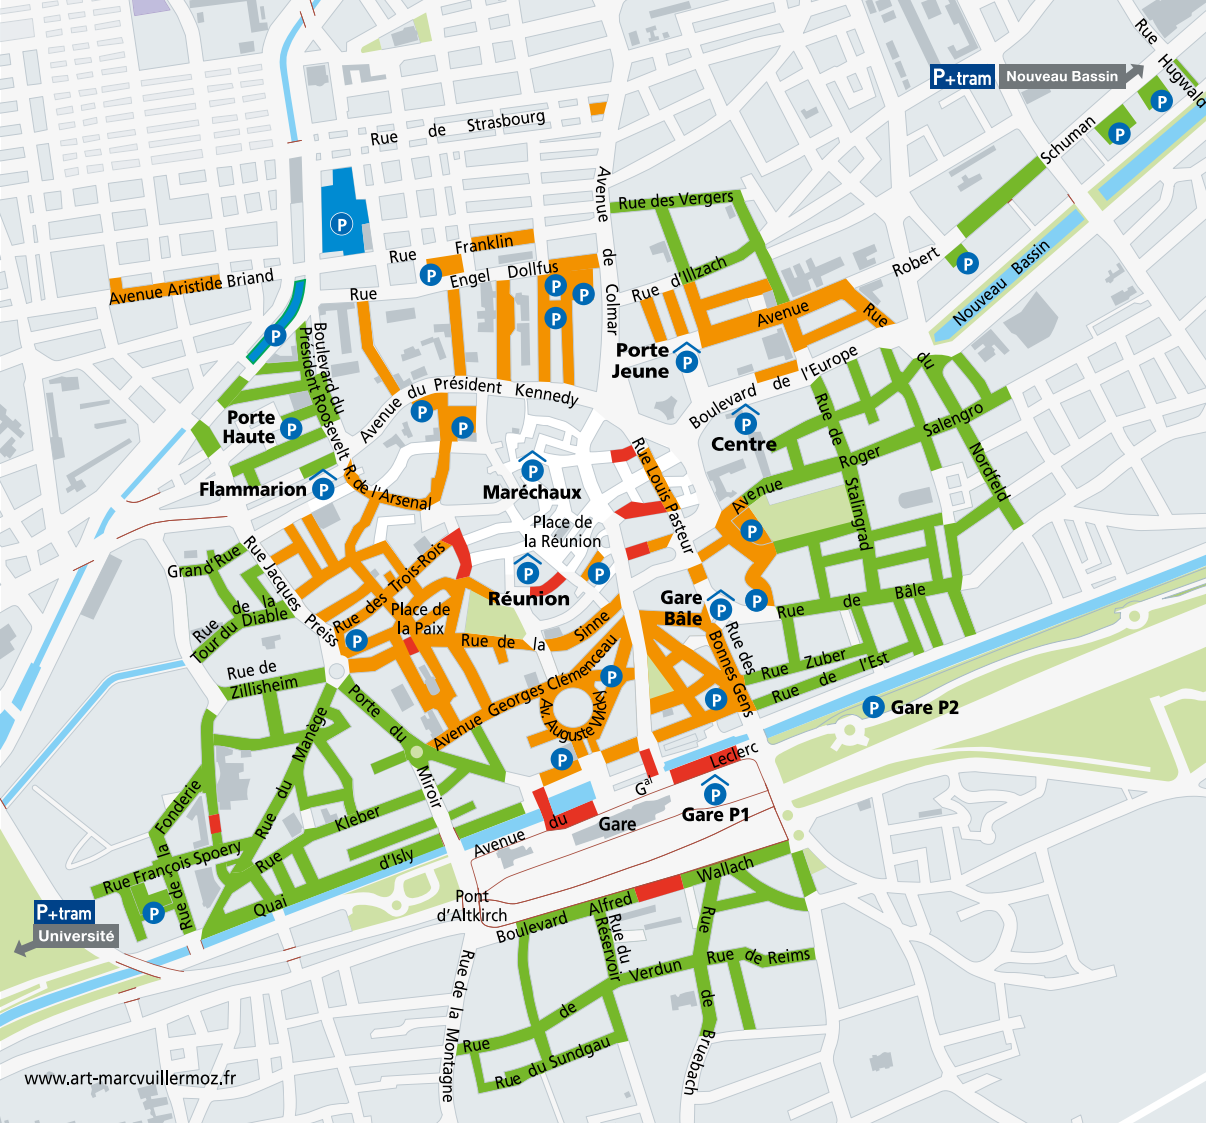 Rue Hugwald
P+tram Nouveau Bassin
P
P
Schuman
Rue de Strasbourg
Avenue de Colmar
Rue des Vergers
P
Rue Franklin
P
Engel Dollfus
P
P
P
Rue d'Illzach
Robert
P
Nouveau Bassin
Avenue Aristide Briand
Rue
Avenue
Rue
P
Boulevard du
Président Roosevelt
Porte
Jeune
P
Boulevard de l'Europe
du
Avenue du Président Kennedy
P
P
Porte
Haute
P
P
Centre
Rue de Stalingrad
Avenue Roger Salengro
Nordfeld
Flammarion P
R. de l'Arsenal
P
Maréchaux
Rue Louis Pasteur
Place de
la Réunion
P
Grand'Rue
Rue Jacques Preiss
Rue des Trois-Rois
P
Réunion
P
Gare
Bâle
P
P
Rue de Bâle
Rue de la
Tour du Diable
Place de
la Paix
P
Rue de la Sinne
Rue des
Bonnes Gens
Rue Zuber
Rue de l'Est
Rue de
Zillisheim
Avenue Georges Clémenceau
P
P
Av. Auguste Wicky
P Gare P2
Porte du Miroir
Rue du Manège
P
Gal Leclerc
P
Gare P1
Rue de la Fonderie
Rue Kleber
Avenue du
Gare
Rue François Spoery
Quai d'Isly
P
P+tram
Université
Pont
d'Altkirch
Boulevard Alfred Wallach
Rue du
Réservoir
Rue de Bruebach
Rue de Reims
Rue de Verdun
Rue du Sundgau
Rue de la Montagne
www.art-marcvuillermoz.fr